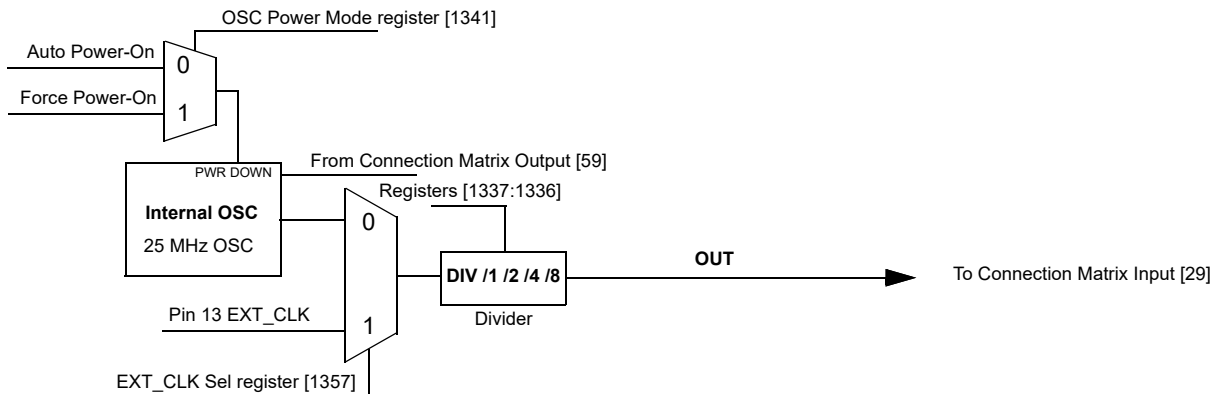 OSC Power Mode register [1341]
Auto Power-On
0
Force Power-On
1
PWR DOWN
From Connection Matrix Output [59]
Registers [1337:1336]
Internal OSC
25 MHz OSC
0
DIV /1 /2 /4 /8
OUT
To Connection Matrix Input [29]
Divider
Pin 13 EXT_CLK
1
EXT_CLK Sel register [1357]